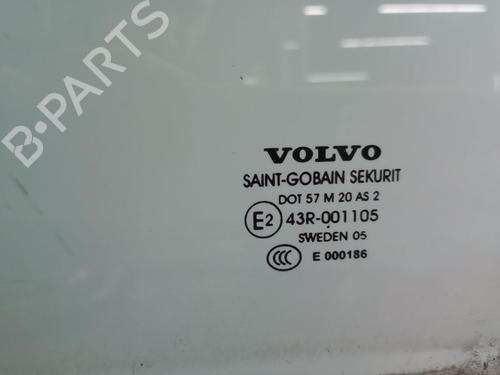 B-PARTS
VOLVO
SAINT-GOBAIN SEKURIT
DOT 57 M 20 AS 2
E2 43R-001105
SWEDEN 05
CCC E 000186